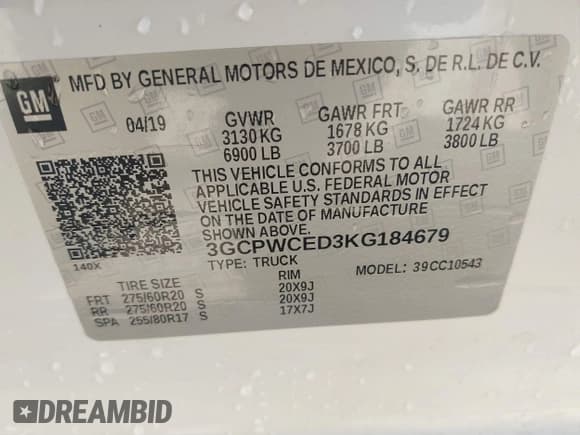 GM
MFD BY GENERAL MOTORS DE MEXICO, S. DE R.L. DE C.V.
04/19 GVWR GAWR FRT GAWR RR
3130 KG 1678 KG 1724 KG
6900 LB 3700 LB 3800 LB
THIS VEHICLE CONFORMS TO ALL
APPLICABLE U.S. FEDERAL MOTOR
VEHICLE SAFETY STANDARDS IN EFFECT
ON THE DATE OF MANUFACTURE SHOWN ABOVE.
3GCPWCED3KG184679
140X TYPE: TRUCK MODEL: 39CC10543
TIRE SIZE RIM
FRT 275/60R20 S 20X9J
RR 275/60R20 S 20X9J
SPA 255/80R17 S 17X7J
DREAMBID